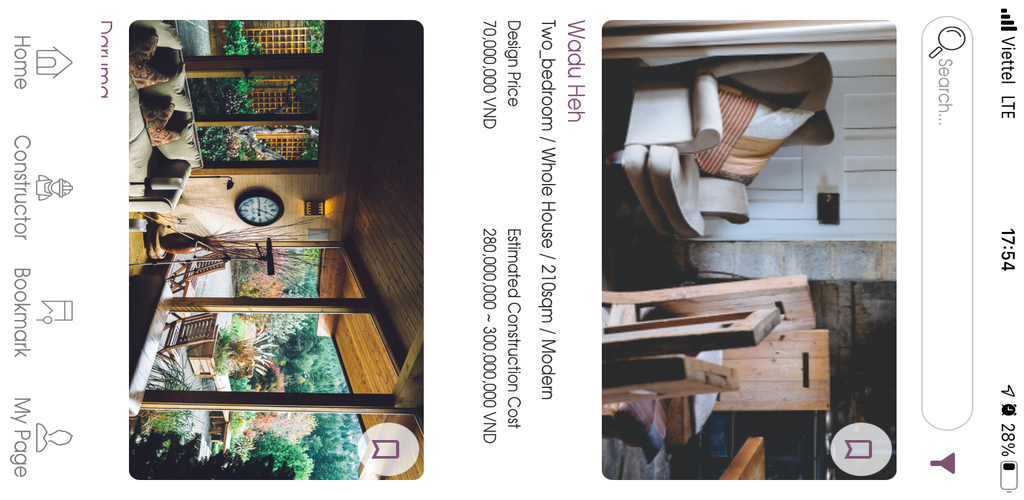 Viettel LTE
17:54
28%
Search...
Wadu Heh
Two_bedroom / Whole House / 210sqm / Modern
Design Price
Estimated Construction Cost
70,000,000 VND
280,000,000 ~ 300,000,000 VND
Daruma
Home
Constructor
Bookmark
My Page